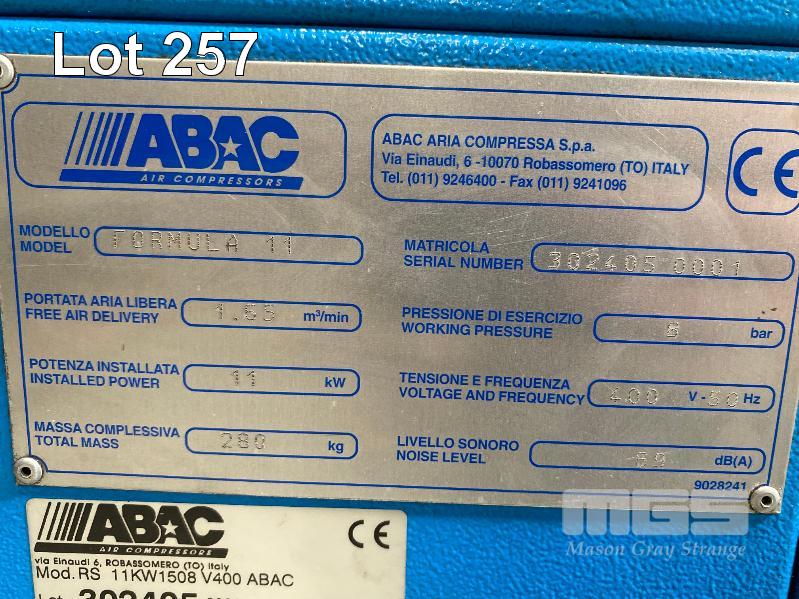 Lot 257
ABAC
AIR COMPRESSORS
ABAC ARIA COMPRESSA S.p.a.
Via Einaudi, 6 -10070 Robassomero (TO) ITALY
Tel. (011) 9246400 - Fax (011) 9241096
CE
MODELLO
MODEL
FORMULA 11
MATRICOLA
SERIAL NUMBER
302405 0001
PORTATA ARIA LIBERA
FREE AIR DELIVERY
m³/min
PRESSIONE DI ESERCIZIO
WORKING PRESSURE
bar
POTENZA INSTALLATA
INSTALLED POWER
11 kW
TENSIONE E FREQUENZA
VOLTAGE AND FREQUENCY
400 V - 50 Hz
MASSA COMPLESSIVA
TOTAL MASS
280 kg
LIVELLO SONORO
NOISE LEVEL
dB(A)
9028241
ABAC
AIR COMPRESSORS
CE
via Einaudi 6, ROBASSOMERO (TO) Italy
Mod. RS 11KW1508 V400 ABAC
MGS
Mason Gray Strange